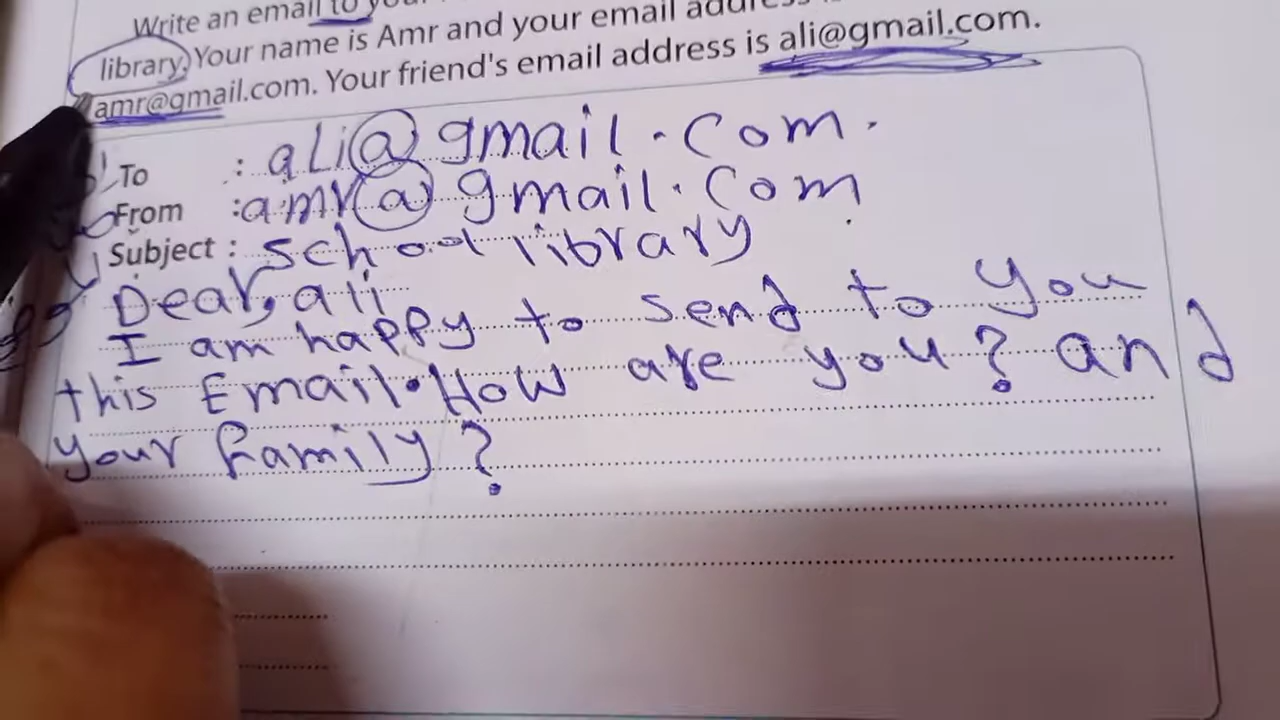 Write an email to
library. Your name is Amr and your email address
amr@gmail.com. Your friend's email address is ali@gmail.com.
To : ali@gmail.com.
From : amr@gmail.com
Subject : school library
Dear, ali
I am happy to send to you
this Email. How are you? and
your family?